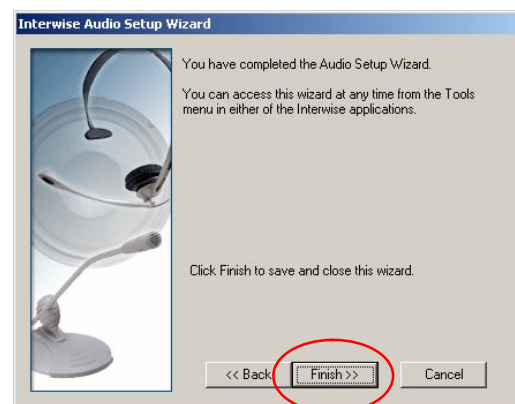 Interwise Audio Setup Wizard
You have completed the Audio Setup Wizard.
You can access this wizard at any time from the Tools
menu in either of the Interwise applications.
Click Finish to save and close this wizard.
<< Back
Finish >>
Cancel